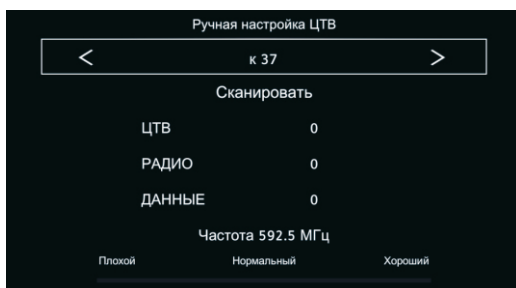 Ручная настройка ЦТВ
< к 37 >
Сканировать
ЦТВ 0
РАДИО 0
ДАННЫЕ 0
Частота 592.5 МГц
Плохой Нормальный Хороший